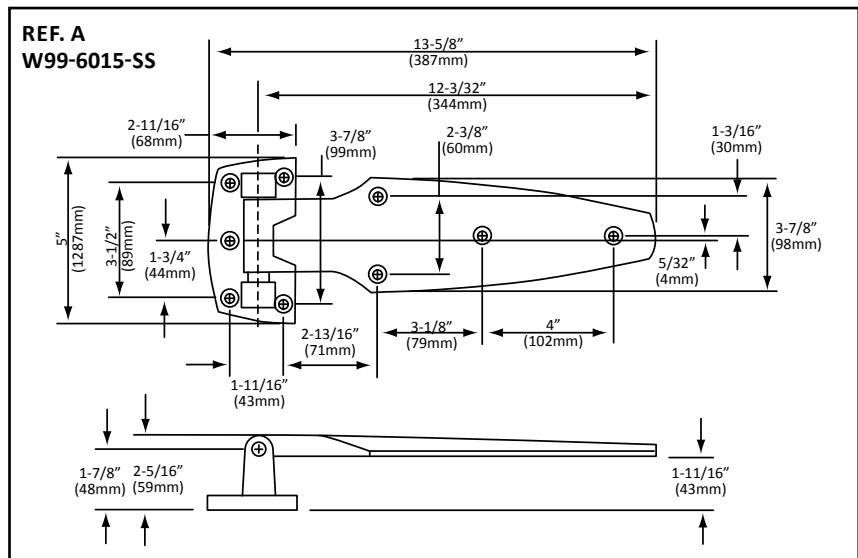 REF. A
W99-6015-SS
13-5/8”
(387mm)
12-3/32”
(344mm)
2-11/16”
(68mm)
3-7/8”
(99mm)
2-3/8”
(60mm)
1-3/16”
(30mm)
5”
(1287mm)
3-1/2”
(89mm)
1-3/4”
(44mm)
3-7/8”
(98mm)
5/32”
(4mm)
2-13/16”
(71mm)
3-1/8”
(79mm)
4”
(102mm)
1-11/16”
(43mm)
1-7/8”
(48mm)
2-5/16”
(59mm)
1-11/16”
(43mm)